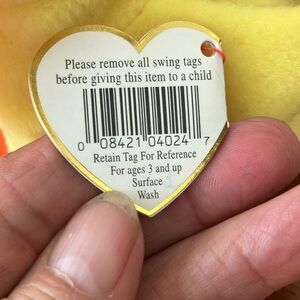 Please remove all swing tags
before giving this item to a child
0 08421 04024 7
Retain Tag For Reference
For ages 3 and up
Surface
Wash